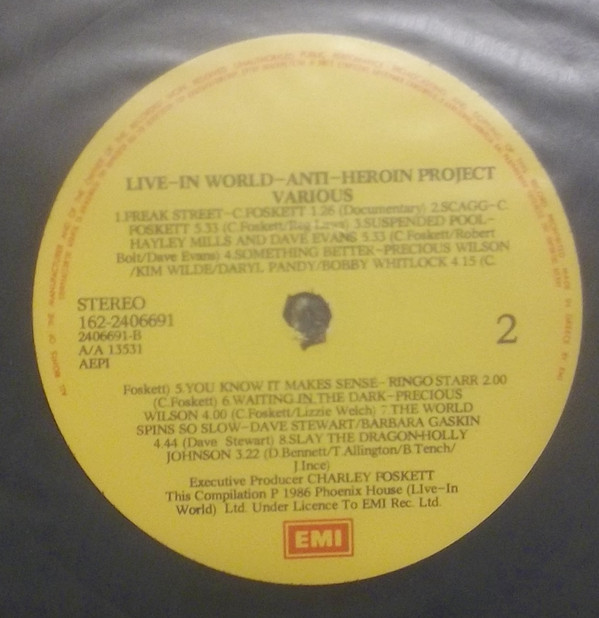 LIVE-IN WORLD-ANTI-HEROIN PROJECT
VARIOUS
1.FREAK STREET-C.FOSKETT 1.26 (Documentary) 2.SCAGG-C.
FOSKETT 5.33 (C.Foskett/Reg Laws) 3.SUSPENDED POOL-
HAYLEY MILLS AND DAVE EVANS 5.33 (C.Foskett/Robert
Bolt/Dave Evans) 4.SOMETHING BETTER-PRECIOUS WILSON
/KIM WILDE/DARYL PANDY/BOBBY WHITLOCK 4 15 (C.
STEREO
162-2406691
2406691-B
A/A 13531
AEPI
2
Foskett) 5.YOU KNOW IT MAKES SENSE-RINGO STARR 2.00
(C.Foskett) 6.WAITING IN THE DARK-PRECIOUS
WILSON 4.00 (C.Foskett/Lizzie Welch) 7.THE WORLD
SPINS SO SLOW-DAVE STEWART/BARBARA GASKIN
4.44 (Dave Stewart) 8.SLAY THE DRAGON-HOLLY
JOHNSON 3.22 (D.Bennett/T.Allington/B.Tench/
J.Ince)
Executive Producer CHARLEY FOSKETT
This Compilation P 1986 Phoenix House (LIve-In
World) Ltd. Under Licence To EMI Rec. Ltd.
EMI